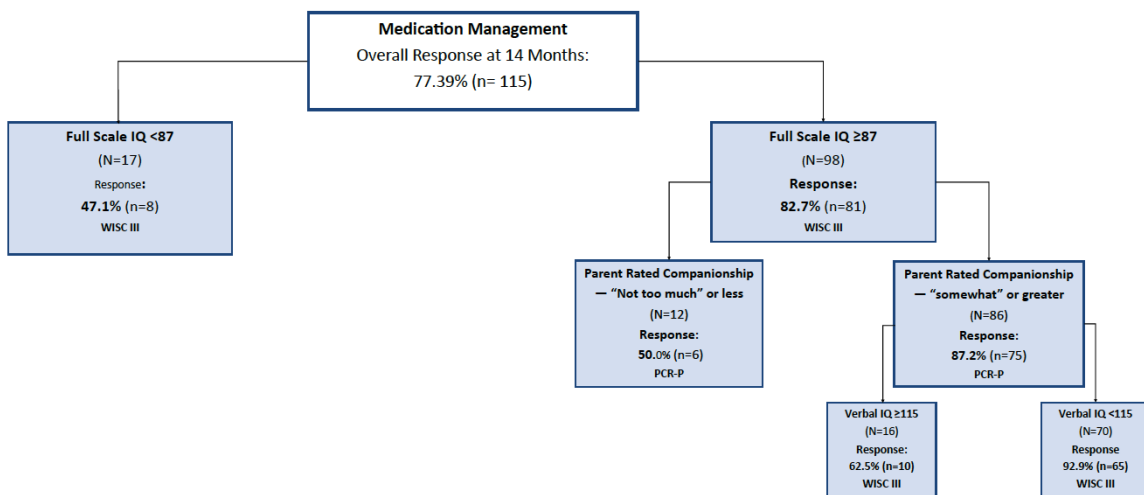 Medication Management
Overall Response at 14 Months:
77.39% (n= 115)
Full Scale IQ <87
(N=17)
Response:
47.1% (n=8)
WISC III
Full Scale IQ ≥87
(N=98)
Response:
82.7% (n=81)
WISC III
Parent Rated Companionship
— “Not too much” or less
(N=12)
Response:
50.0% (n=6)
PCR-P
Parent Rated Companionship
— “somewhat” or greater
(N=86)
Response:
87.2% (n=75)
PCR-P
Verbal IQ ≥115
(N=16)
Response:
62.5% (n=10)
WISC III
Verbal IQ <115
(N=70)
Response
92.9% (n=65)
WISC III